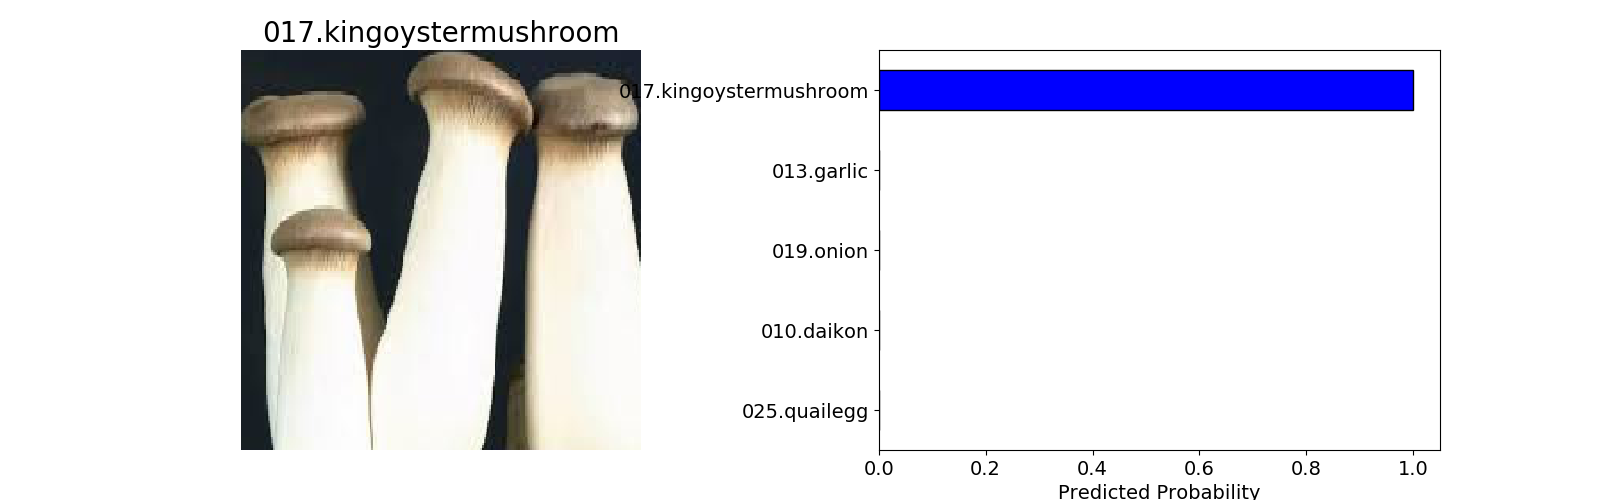 017.kingoystermushroom
017.kingoystermushroom
013.garlic
019.onion
010.daikon
025.quailegg
0.0 0.2 0.4 0.6 0.8 1.0
Predicted Probability